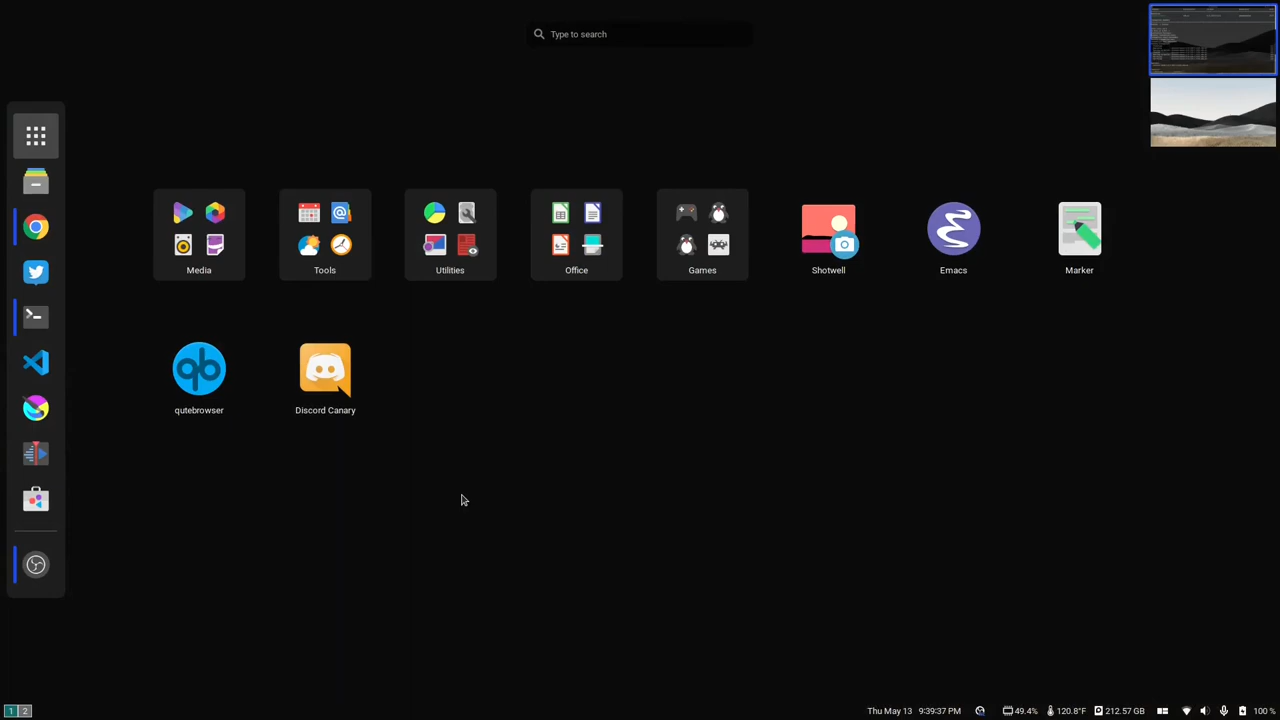 Type to search
Media
Tools
Utilities
Office
Games
Shotwell
Emacs
Marker
qutebrowser
Discord Canary
1 2
Thu May 13 9:39:37 PM 49.4% 120.8°F 212.57 GB 100 %